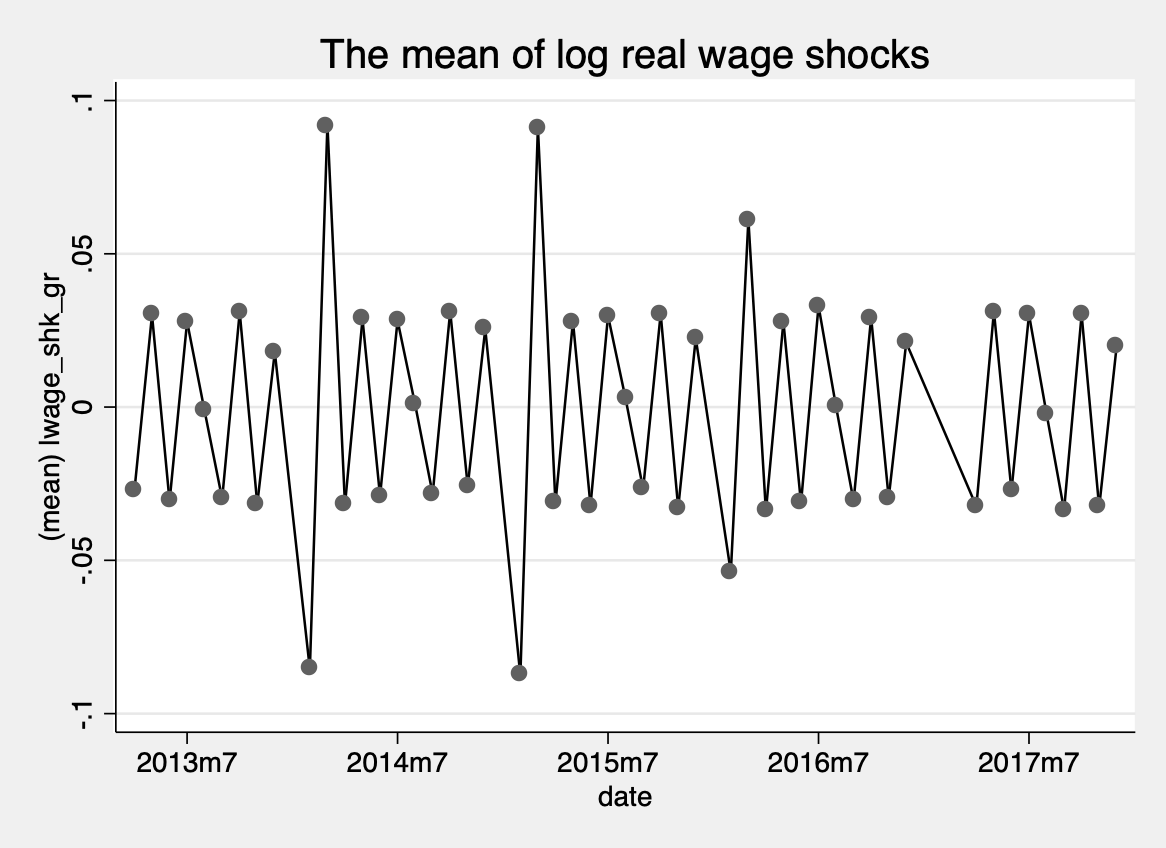 The mean of log real wage shocks
(mean) lwage_shk_gr
.1
.05
0
-.05
-.1
2013m7
2014m7
2015m7
2016m7
2017m7
date